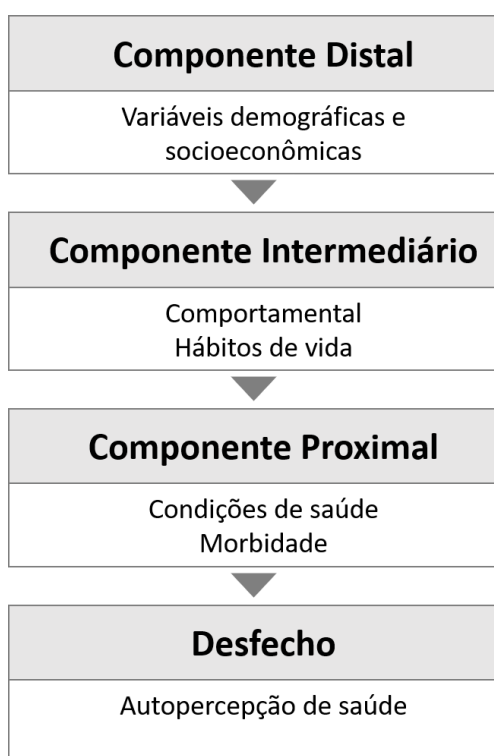 Componente Distal
Variáveis demográficas e
socioeconômicas
Componente Intermediário
Comportamental
Hábitos de vida
Componente Proximal
Condições de saúde
Morbidade
Desfecho
Autopercepção de saúde